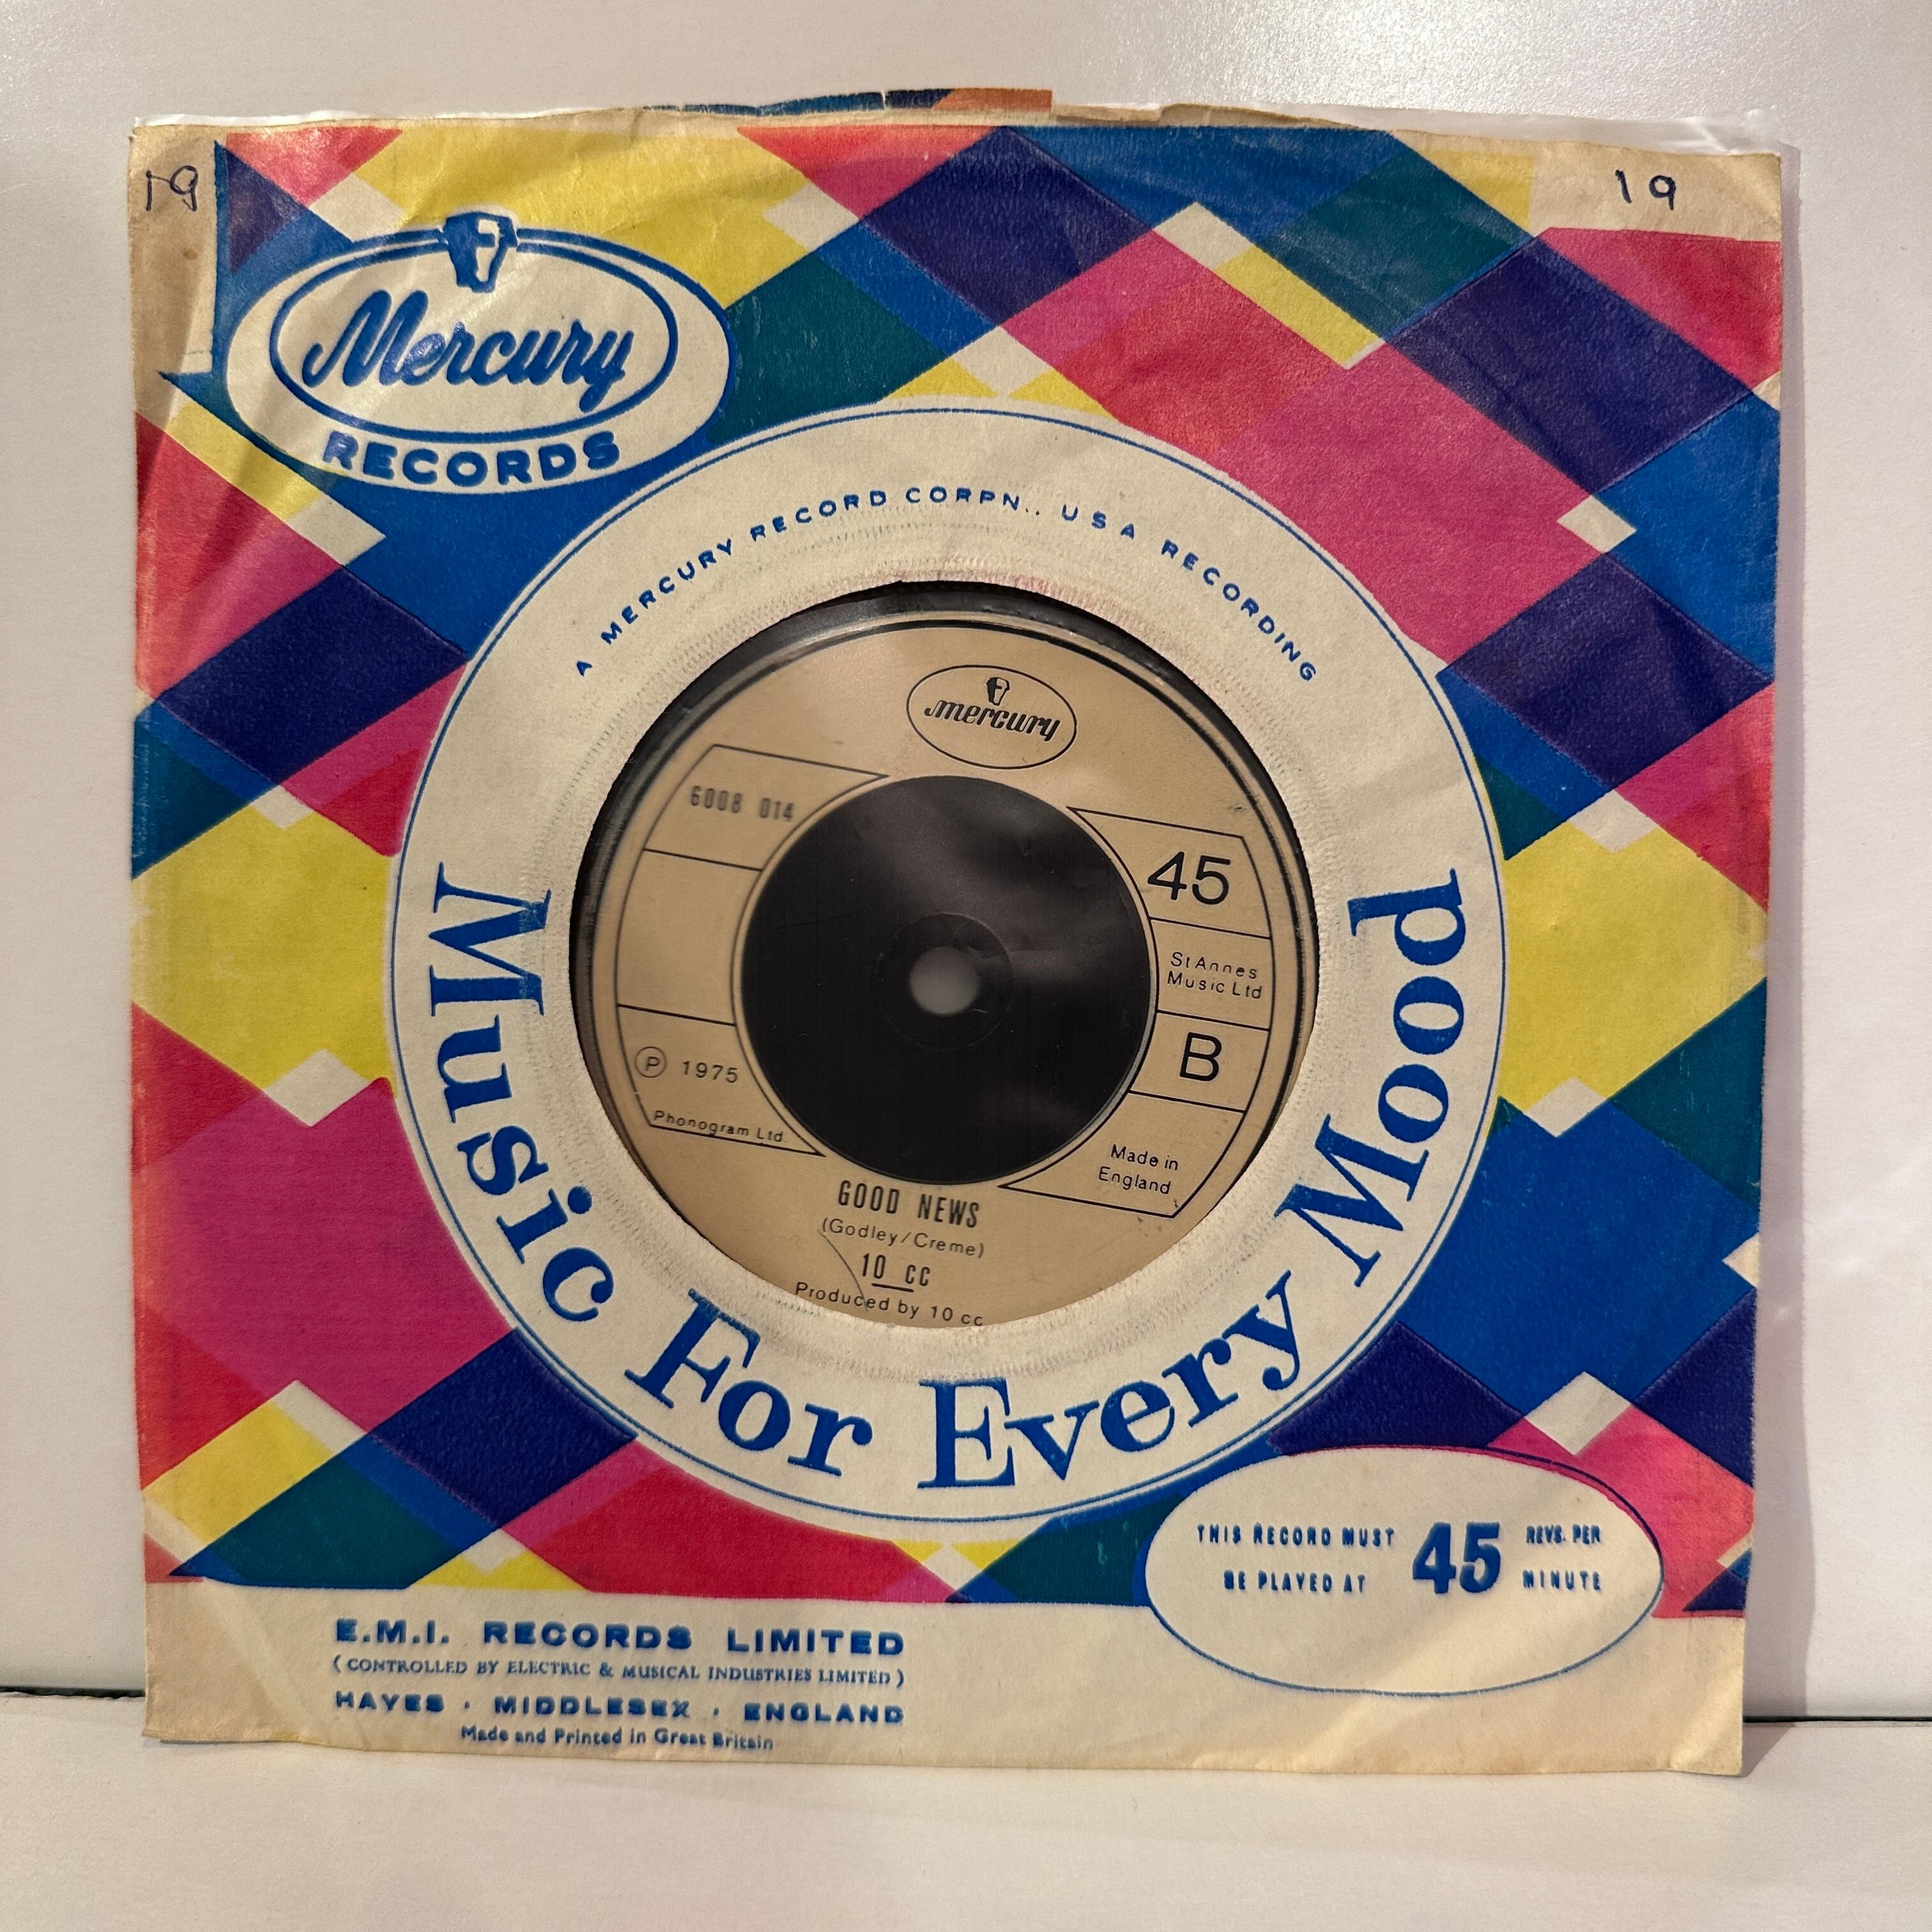 19
19
Mercury
RECORDS
A MERCURY RECORD CORPN.. USA RECORDING
mercury
6008 014
45
St Annes
Music Ltd
B
Ⓟ 1975
Phonogram Ltd.
Made in
England
GOOD NEWS
(Godley/Creme)
10 cc
Produced by 10 cc
Music For Every Mood
THIS RECORD MUST
BE PLAYED AT
45
REVS. PER
MINUTE
E.M.I. RECORDS LIMITED
(CONTROLLED BY ELECTRIC & MUSICAL INDUSTRIES LIMITED)
HAYES · MIDDLESEX · ENGLAND
Made and Printed in Great Britain